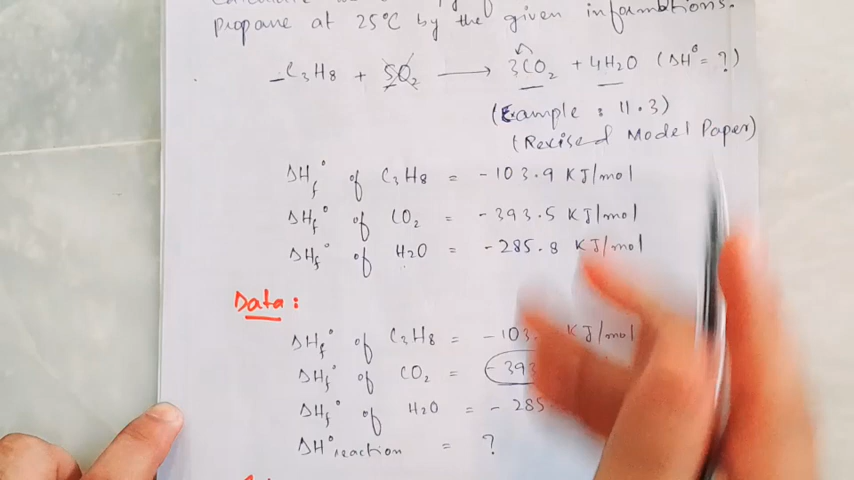 propane at 25°C by the given informations.
C3H8 + 5O2 → 3CO2 + 4H2O (ΔH° = ?)
(Example : 11.3)
(Revised Model Paper)
ΔHf° of C3H8 = -103.9 KJ/mol
ΔHf° of CO2 = -393.5 KJ/mol
ΔHf° of H2O = -285.8 KJ/mol
Data:
ΔHf° of C3H8 = -103. KJ/mol
ΔHf° of CO2 = -393
ΔHf° of H2O = - 285
ΔH° reaction = ?